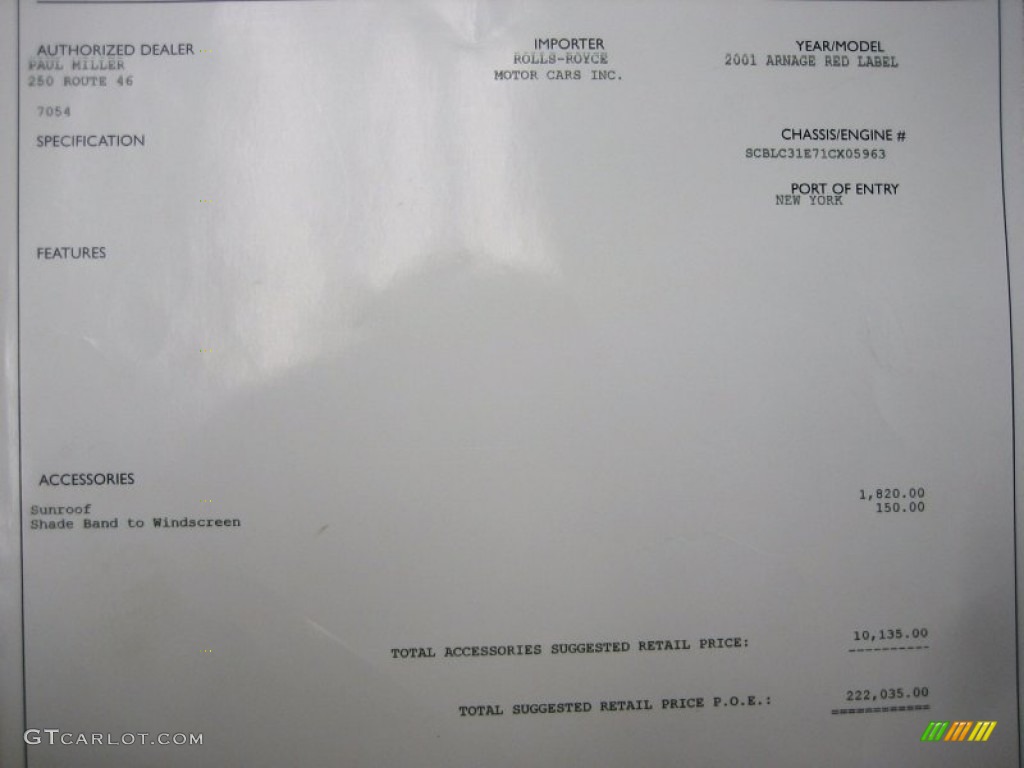 AUTHORIZED DEALER
PAUL MILLER
250 ROUTE 46
7054
IMPORTER
ROLLS-ROYCE
MOTOR CARS INC.
YEAR/MODEL
2001 ARNAGE RED LABEL
SPECIFICATION
CHASSIS/ENGINE #
SCBLC31E71CX05963
PORT OF ENTRY
NEW YORK
FEATURES
ACCESSORIES
Sunroof 1,820.00
Shade Band to Windscreen 150.00
TOTAL ACCESSORIES SUGGESTED RETAIL PRICE: 10,135.00
TOTAL SUGGESTED RETAIL PRICE P.O.E.: 222,035.00
GTCARLOT.COM